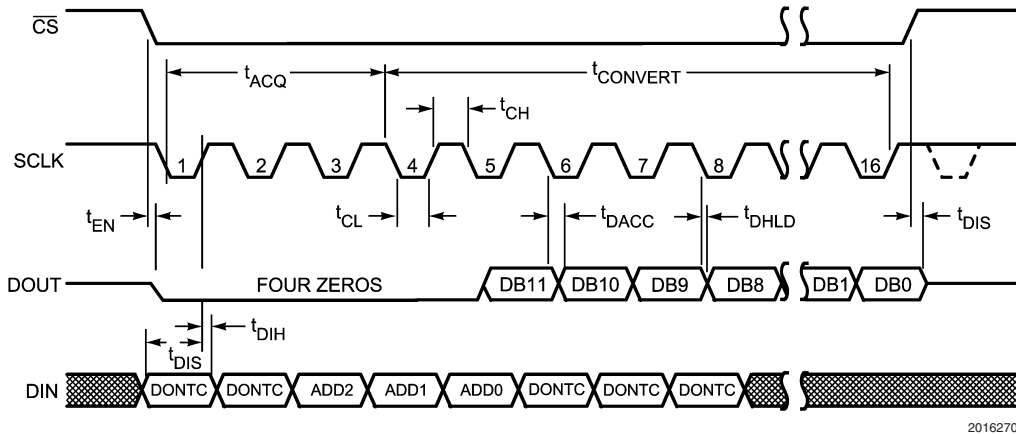 CS
tACQ
tCONVERT
tCH
SCLK
1 2 3 4 5 6 7 8 16
tEN
tCL
tDACC
tDHLD
tDIS
DOUT
FOUR ZEROS
DB11 DB10 DB9 DB8 DB1 DB0
tDIH
tDIS
DIN
DONTC DONTC ADD2 ADD1 ADD0 DONTC DONTC DONTC
2016270